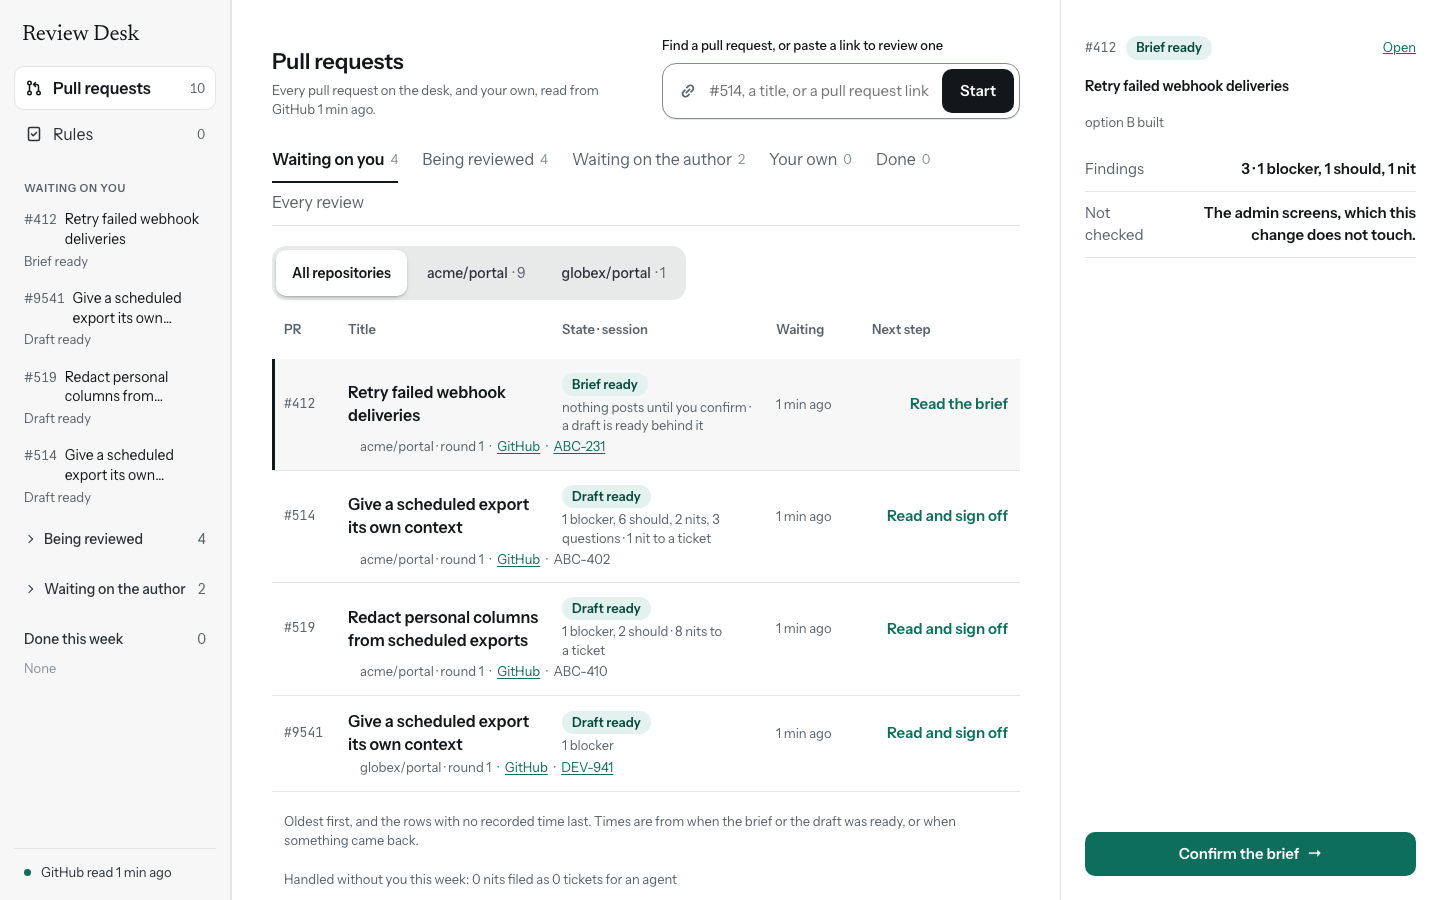 Review Desk
Pull requests 10
Rules 0
WAITING ON YOU
#412 Retry failed webhook
deliveries
Brief ready
#9541 Give a scheduled
export its own...
Draft ready
#519 Redact personal
columns from...
Draft ready
#514 Give a scheduled
export its own...
Draft ready
Being reviewed 4
Waiting on the author 2
Done this week 0
None
GitHub read 1 min ago
Pull requests
Every pull request on the desk, and your own, read from
GitHub 1 min ago.
Find a pull request, or paste a link to review one
#514, a title, or a pull request link Start
Waiting on you 4 Being reviewed 4 Waiting on the author 2 Your own 0 Done 0
Every review
All repositories acme/portal · 9 globex/portal · 1
PR Title State · session Waiting Next step
#412 Retry failed webhook
deliveries
Brief ready
nothing posts until you confirm ·
a draft is ready behind it
1 min ago
Read the brief
acme/portal · round 1 · GitHub · ABC-231
#514 Give a scheduled export
its own context
Draft ready
1 blocker, 6 should, 2 nits, 3
questions · 1 nit to a ticket
1 min ago
Read and sign off
acme/portal · round 1 · GitHub · ABC-402
#519 Redact personal columns
from scheduled exports
Draft ready
1 blocker, 2 should · 8 nits to
a ticket
1 min ago
Read and sign off
acme/portal · round 1 · GitHub · ABC-410
#9541 Give a scheduled export
its own context
Draft ready
1 blocker
1 min ago
Read and sign off
globex/portal · round 1 · GitHub · DEV-941
Oldest first, and the rows with no recorded time last. Times are from when the brief or the draft was ready, or when
something came back.
Handled without you this week: 0 nits filed as 0 tickets for an agent
#412 Brief ready Open
Retry failed webhook deliveries
option B built
Findings 3 · 1 blocker, 1 should, 1 nit
Not
checked
The admin screens, which this
change does not touch.
Confirm the brief →